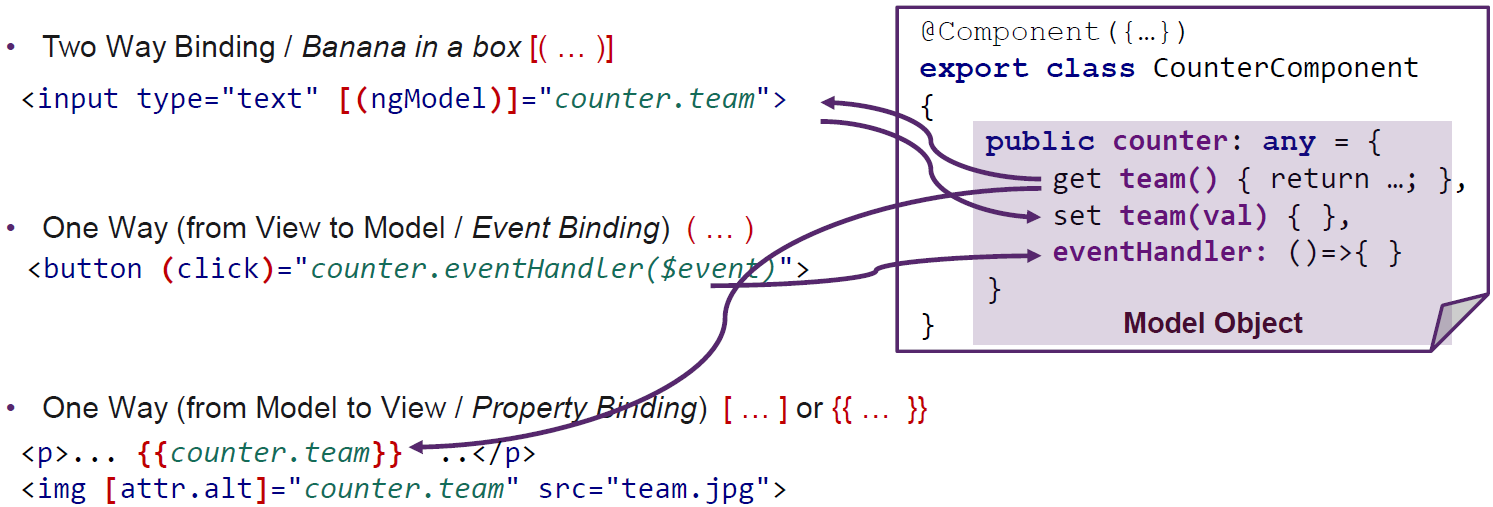 • Two Way Binding / Banana in a box [( … )]
<input type="text" [(ngModel)]="counter.team">
• One Way (from View to Model / Event Binding) ( … )
<button (click)="counter.eventHandler($event)">
• One Way (from Model to View / Property Binding) [ … ] or {{ … }}
<p>... {{counter.team}} ..</p>
<img [attr.alt]="counter.team" src="team.jpg">
@Component({…})
export class CounterComponent
{
public counter: any = {
get team() { return …; },
set team(val) { },
eventHandler: ()=>{ }
}
Model Object
}